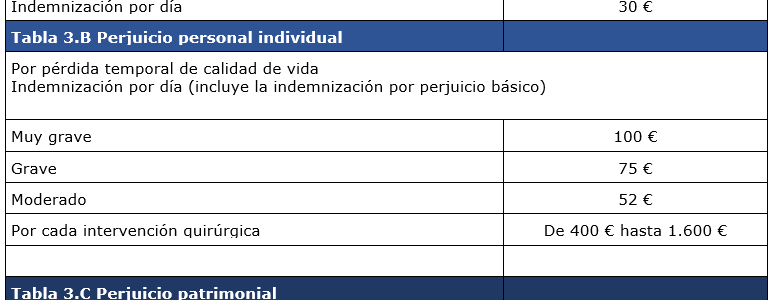 Indemnización por día 30 €
Tabla 3.B Perjuicio personal individual
Por pérdida temporal de calidad de vida
Indemnización por día (incluye la indemnización por perjuicio básico)
Muy grave 100 €
Grave 75 €
Moderado 52 €
Por cada intervención quirúrgica De 400 € hasta 1.600 €
Tabla 3.C Perjuicio patrimonial